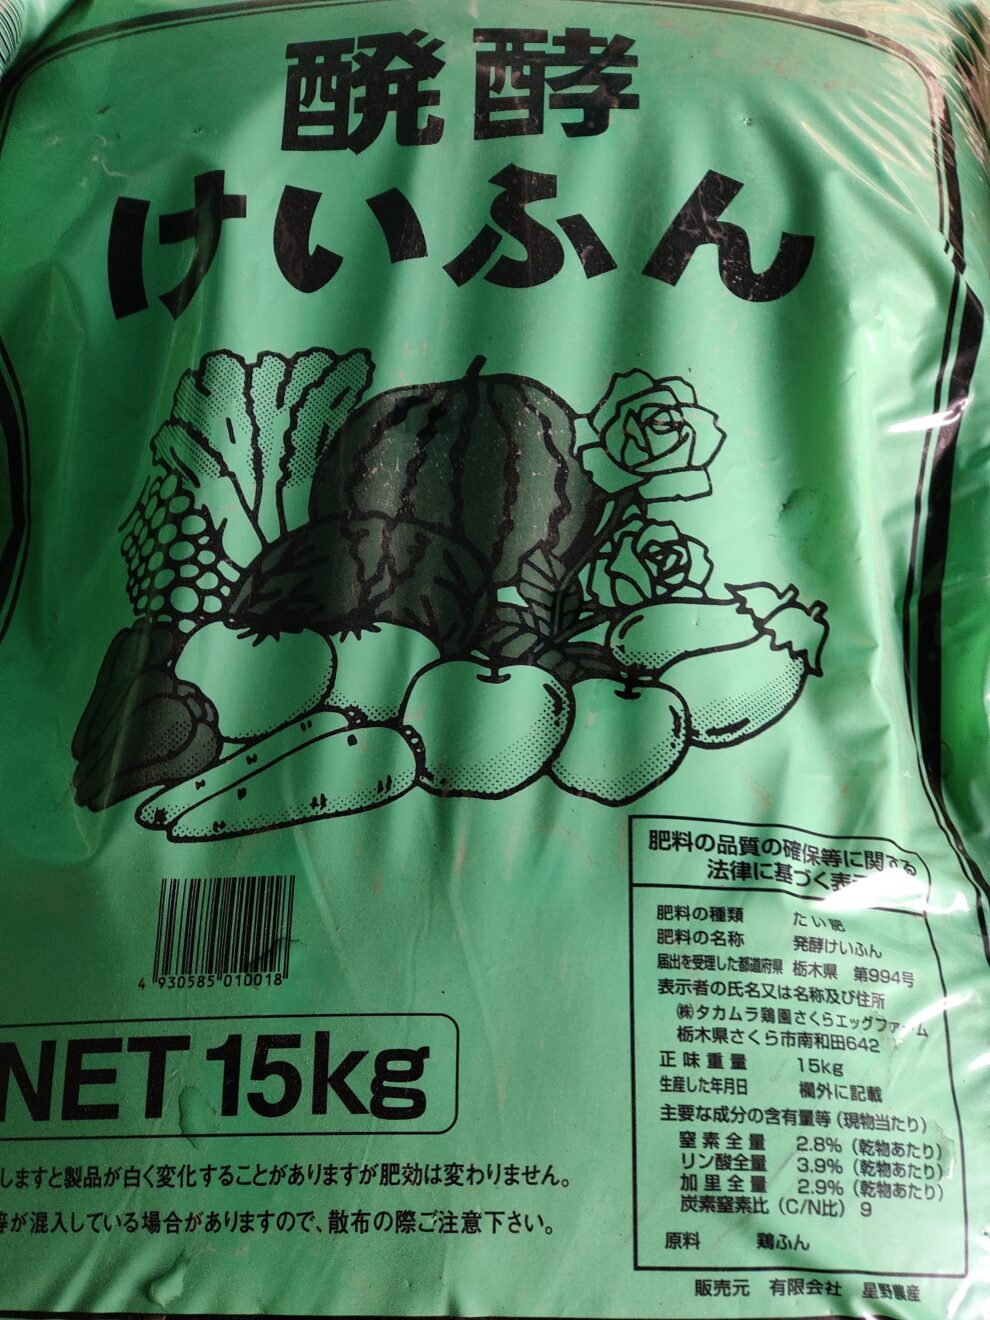 醗酵
けいふん
肥料の品質の確保等に関する
法律に基づく表
肥料の種類 たい肥
肥料の名称 発酵けいふん
届出を受理した都道府県 栃木県 第994号
表示者の氏名又は名称及び住所
㈱タカムラ鶏園さくらエッグファーム
栃木県さくら市南和田642
正味重量 15kg
生産した年月日 欄外に記載
主要な成分の含有量等(現物当たり)
窒素全量 2.8%(乾物あたり)
リン酸全量 3.9%(乾物あたり)
加里全量 2.9%(乾物あたり)
炭素窒素比(C/N比) 9
原料 鶏ふん
販売元 有限会社 星野農産
4 930585 010018
NET 15kg
しますと製品が白く変化することがありますが肥効は変わりません。
等が混入している場合がありますので、散布の際ご注意下さい。